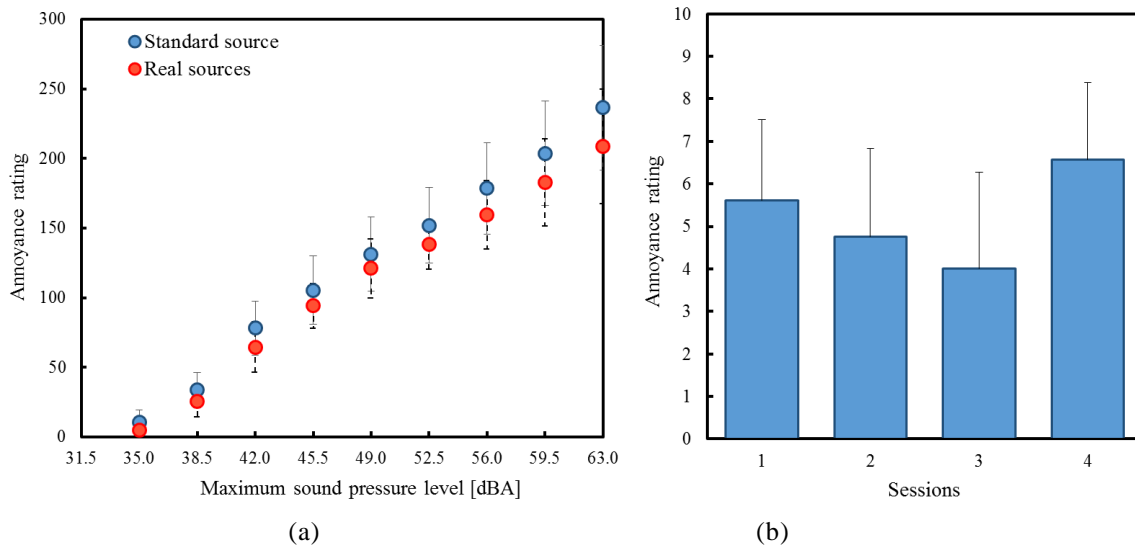 300
250
200
150
100
50
0
Annoyance rating
Standard source
Real sources
31.5 35.0 38.5 42.0 45.5 49.0 52.5 56.0 59.5 63.0
Maximum sound pressure level [dBA]
(a)
10
9
8
7
6
5
4
3
2
1
0
Annoyance rating
1 2 3 4
Sessions
(b)